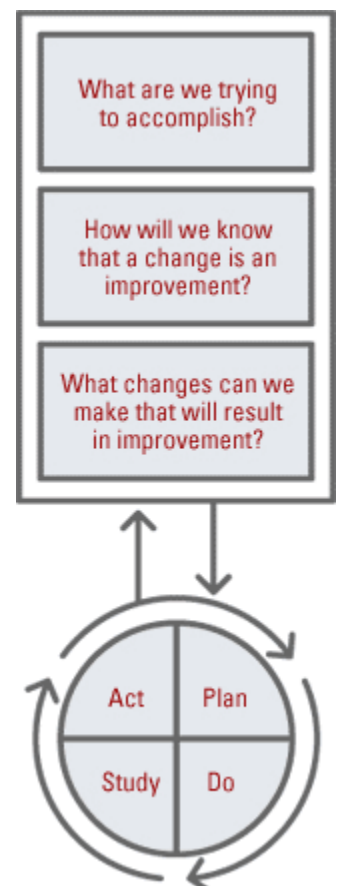 What are we trying
to accomplish?
How will we know
that a change is an
improvement?
What changes can we
make that will result
in improvement?
Act
Plan
Study
Do